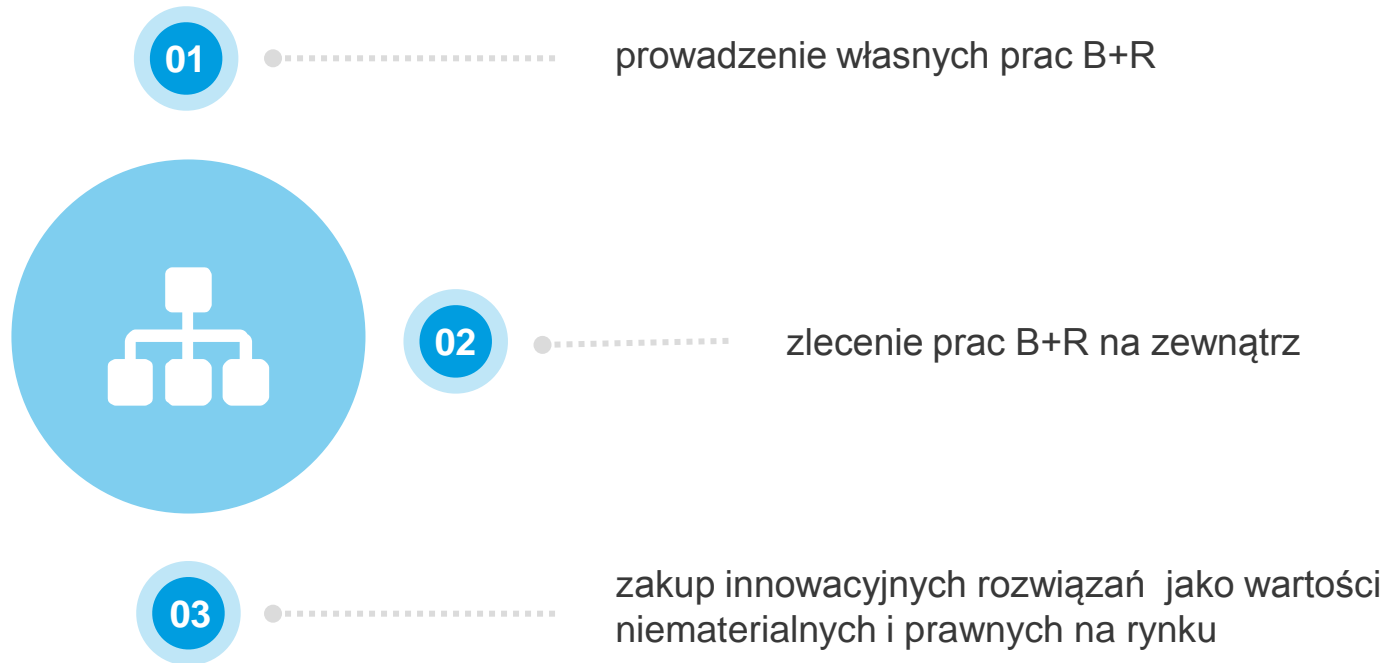 01
prowadzenie własnych prac B+R
02
zlecenie prac B+R na zewnątrz
03
zakup innowacyjnych rozwiązań  jako wartości
niematerialnych i prawnych na rynku